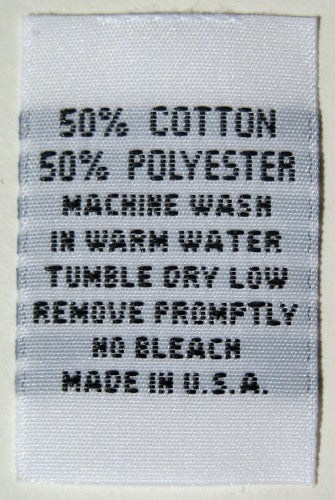 50% COTTON
50% POLYESTER
MACHINE WASH
IN WARM WATER
TUMBLE DRY LOW
REMOVE PROMPTLY
NO BLEACH
MADE IN U.S.A.